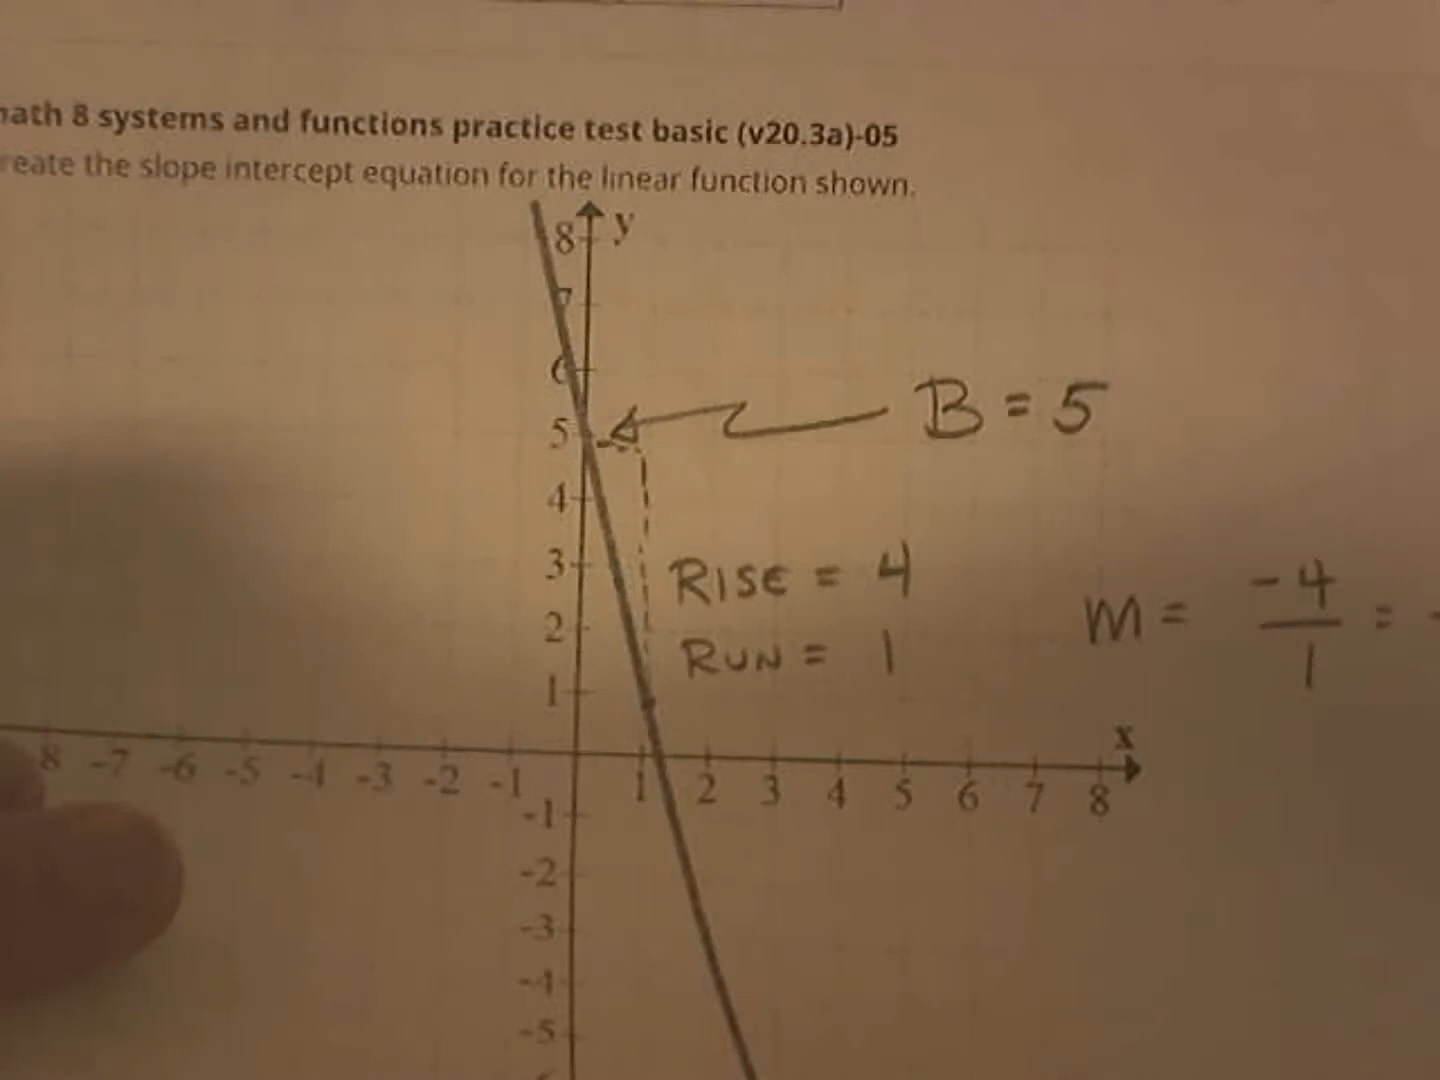 math 8 systems and functions practice test basic (v20.3a)-05
reate the slope intercept equation for the linear function shown.
8 y
7
6
5 B = 5
4
3 RISE = 4
2 RUN = 1 M = -4/1 =
1
x
-8 -7 -6 -5 -4 -3 -2 -1 1 2 3 4 5 6 7 8
-1
-2
-3
-4
-5